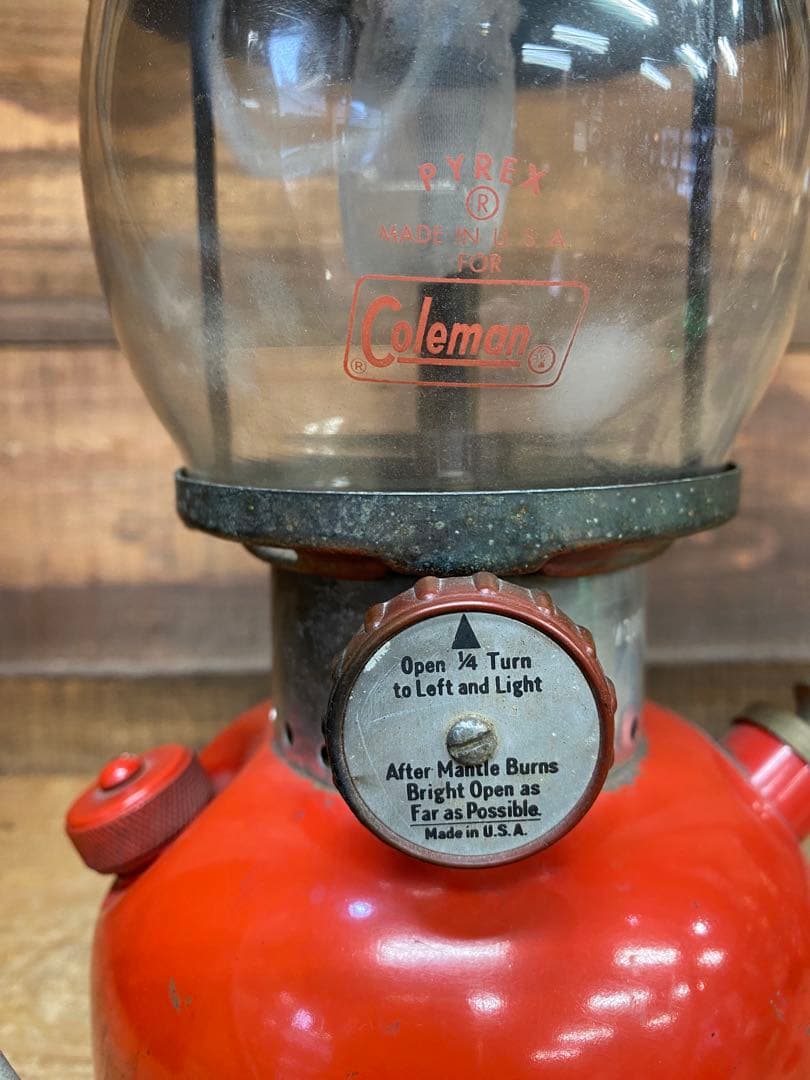 PYREX
®
MADE IN U.S.A.
FOR
Coleman
®
Open ¼ Turn
to Left and Light
After Mantle Burns
Bright Open as
Far as Possible.
Made in U.S.A.